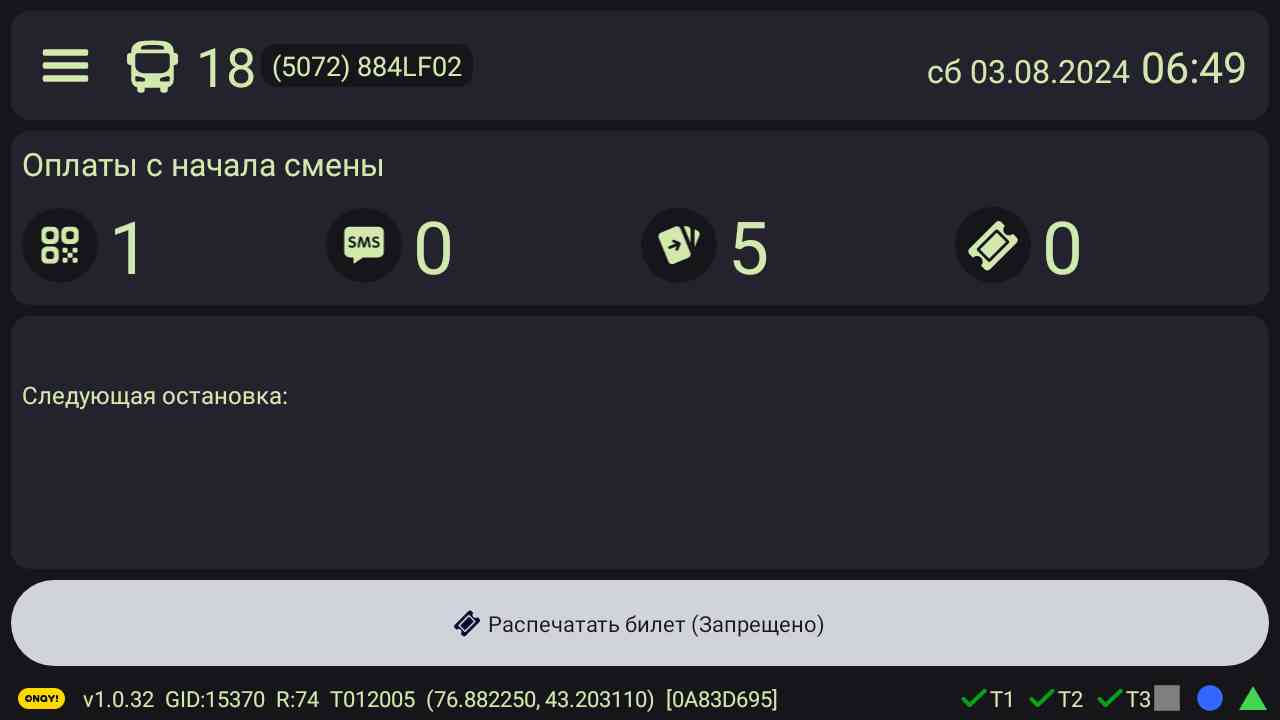 18 (5072) 884LF02 сб 03.08.2024 06:49
Оплаты с начала смены
1 SMS 0 5 0
Следующая остановка:
Распечатать билет (Запрещено)
ONAY! v1.0.32 GID:15370 R:74 T012005 (76.882250, 43.203110) [0A83D695] T1 T2 T3